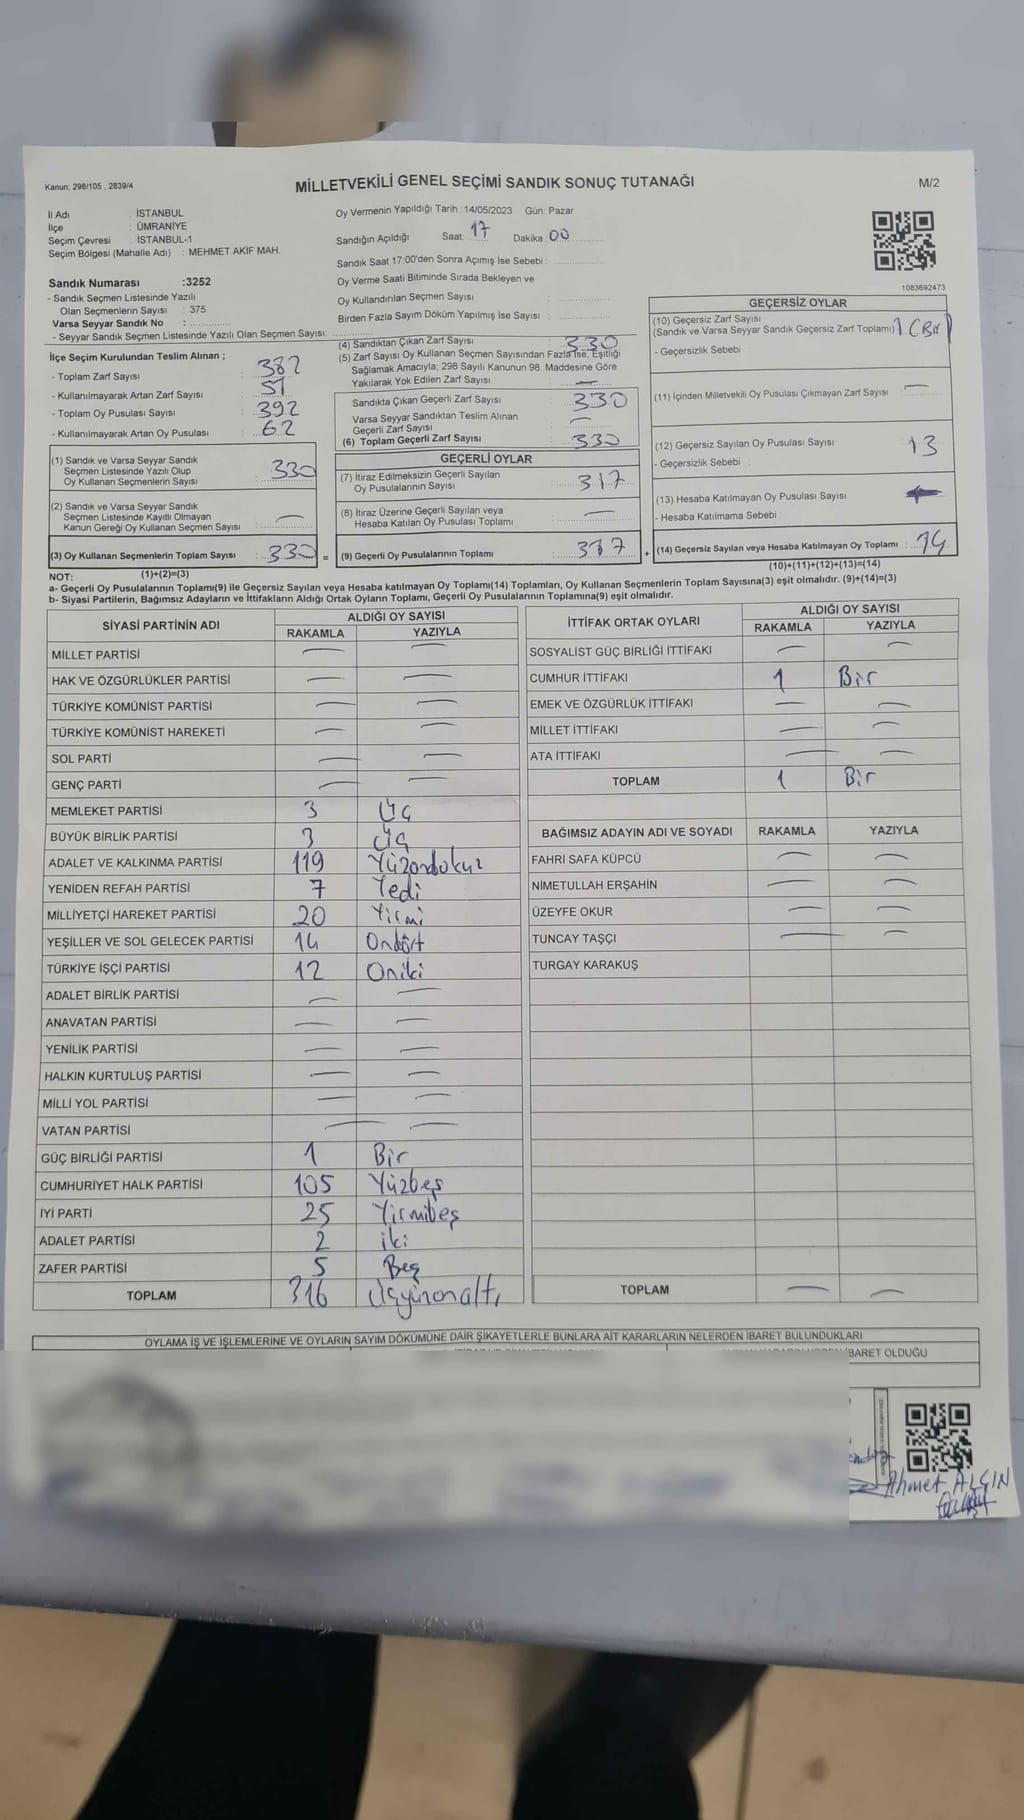 Kanun; 298/105 , 2839/4
MİLLETVEKİLİ GENEL SEÇİMİ SANDIK SONUÇ TUTANAĞI
M/2
İl Adı : İSTANBUL
İlçe : ÜMRANİYE
Seçim Çevresi : İSTANBUL-1
Seçim Bölgesi (Mahalle Adı) : MEHMET AKİF MAH.
Sandık Numarası :3252
- Sandık Seçmen Listesinde Yazılı
Olan Seçmenlerin Sayısı : 375
Varsa Seyyar Sandık No :
- Seyyar Sandık Seçmen Listesinde Yazılı Olan Seçmen Sayısı:
İlçe Seçim Kurulundan Teslim Alınan ;
- Toplam Zarf Sayısı :
- Kullanılmayarak Artan Zarf Sayısı : 51
- Toplam Oy Pusulası Sayısı : 392
- Kullanılmayarak Artan Oy Pusulası : 62
(1) Sandık ve Varsa Seyyar Sandık
Seçmen Listesinde Yazılı Olup
Oy Kullanan Seçmenlerin Sayısı : 330
(2) Sandık ve Varsa Seyyar Sandık
Seçmen Listesinde Kayıtlı Olmayan
Kanun Gereği Oy Kullanan Seçmen Sayısı : —
(3) Oy Kullanan Seçmenlerin Toplam Sayısı : 330 =
(1)+(2)=(3)
Oy Vermenin Yapıldığı Tarih :14/05/2023 Gün: Pazar
Sandığın Açıldığı Saat: 17 Dakika 00
Sandık Saat 17:00'den Sonra Açımış İse Sebebi :
Oy Verme Saati Bitiminde Sırada Bekleyen ve
Oy Kullandırılan Seçmen Sayısı :
Birden Fazla Sayım Döküm Yapılmış İse Sayısı :
(4) Sandıktan Çıkan Zarf Sayısı : 330
(5) Zarf Sayısı Oy Kullanan Seçmen Sayısından Fazla İse, Eşitliği
Sağlamak Amacıyla; 298 Sayılı Kanunun 98. Maddesine Göre
Yakılarak Yok Edilen Zarf Sayısı : —
Sandıkta Çıkan Geçerli Zarf Sayısı : 330
Varsa Seyyar Sandıktan Teslim Alınan
Geçerli Zarf Sayısı : —
(6) Toplam Geçerli Zarf Sayısı : 330
GEÇERLİ OYLAR
(7) İtiraz Edilmeksizin Geçerli Sayılan
Oy Pusulalarının Sayısı : 317
(8) İtiraz Üzerine Geçerli Sayılan veya
Hesaba Katılan Oy Pusulası Toplamı : —
(9) Geçerli Oy Pusulalarının Toplamı : 317 +
1083692473
GEÇERSİZ OYLAR
(10) Geçersiz Zarf Sayısı
(Sandık ve Varsa Seyyar Sandık Geçersiz Zarf Toplamı) 1 (Bir)
- Geçersizlik Sebebi :
(11) İçinden Milletvekili Oy Pusulası Çıkmayan Zarf Sayısı : —
(12) Geçersiz Sayılan Oy Pusulası Sayısı : 13
- Geçersizlik Sebebi :
(13) Hesaba Katılmayan Oy Pusulası Sayısı :
- Hesaba Katılmama Sebebi :
(14) Geçersiz Sayılan veya Hesaba Katılmayan Oy Toplamı : 14
(10)+(11)+(12)+(13)=(14)
NOT:
a- Geçerli Oy Pusulalarının Toplamı(9) ile Geçersiz Sayılan veya Hesaba katılmayan Oy Toplamı(14) Toplamları, Oy Kullanan Seçmenlerin Toplam Sayısına(3) eşit olmalıdır. (9)+(14)=(3)
b- Siyasi Partilerin, Bağımsız Adayların ve İttifakların Aldığı Ortak Oyların Toplamı, Geçerli Oy Pusulalarının Toplamına(9) eşit olmalıdır.
SİYASİ PARTİNİN ADI ALDIĞI OY SAYISI
RAKAMLA YAZIYLA
MİLLET PARTİSİ — —
HAK VE ÖZGÜRLÜKLER PARTİSİ — —
TÜRKİYE KOMÜNİST PARTİSİ — —
TÜRKİYE KOMÜNİST HAREKETİ — —
SOL PARTİ — —
GENÇ PARTİ — —
MEMLEKET PARTİSİ 3 Üç
BÜYÜK BİRLİK PARTİSİ 3 Üç
ADALET VE KALKINMA PARTİSİ 119 Yüzondokuz
YENİDEN REFAH PARTİSİ 7 Yedi
MİLLİYETÇİ HAREKET PARTİSİ 20 Yirmi
YEŞİLLER VE SOL GELECEK PARTİSİ 14 Ondört
TÜRKİYE İŞÇİ PARTİSİ 12 Oniki
ADALET BİRLİK PARTİSİ — —
ANAVATAN PARTİSİ — —
YENİLİK PARTİSİ — —
HALKIN KURTULUŞ PARTİSİ — —
MİLLİ YOL PARTİSİ — —
VATAN PARTİSİ — —
GÜÇ BİRLİĞİ PARTİSİ 1 Bir
CUMHURİYET HALK PARTİSİ 105 Yüzbeş
İYİ PARTİ 25 Yirmibeş
ADALET PARTİSİ 2 iki
ZAFER PARTİSİ 5 Beş
TOPLAM 316 Üçyüzonaltı
İTTİFAK ORTAK OYLARI ALDIĞI OY SAYISI
RAKAMLA YAZIYLA
SOSYALİST GÜÇ BİRLİĞİ İTTİFAKI — —
CUMHUR İTTİFAKI 1 Bir
EMEK VE ÖZGÜRLÜK İTTİFAKI — —
MİLLET İTTİFAKI — —
ATA İTTİFAKI — —
TOPLAM 1 Bir
BAĞIMSIZ ADAYIN ADI VE SOYADI RAKAMLA YAZIYLA
FAHRİ SAFA KÜPCÜ — —
NİMETULLAH ERŞAHİN — —
ÜZEYFE OKUR — —
TUNCAY TAŞÇI — —
TURGAY KARAKUŞ
TOPLAM — —
OYLAMA İŞ VE İŞLEMLERİNE VE OYLARIN SAYIM DÖKÜMÜNE DAİR ŞİKAYETLERLE BUNLARA AİT KARARLARIN NELERDEN İBARET BULUNDUKLARI
İBARET OLDUĞU
Ahmet ALÇIN